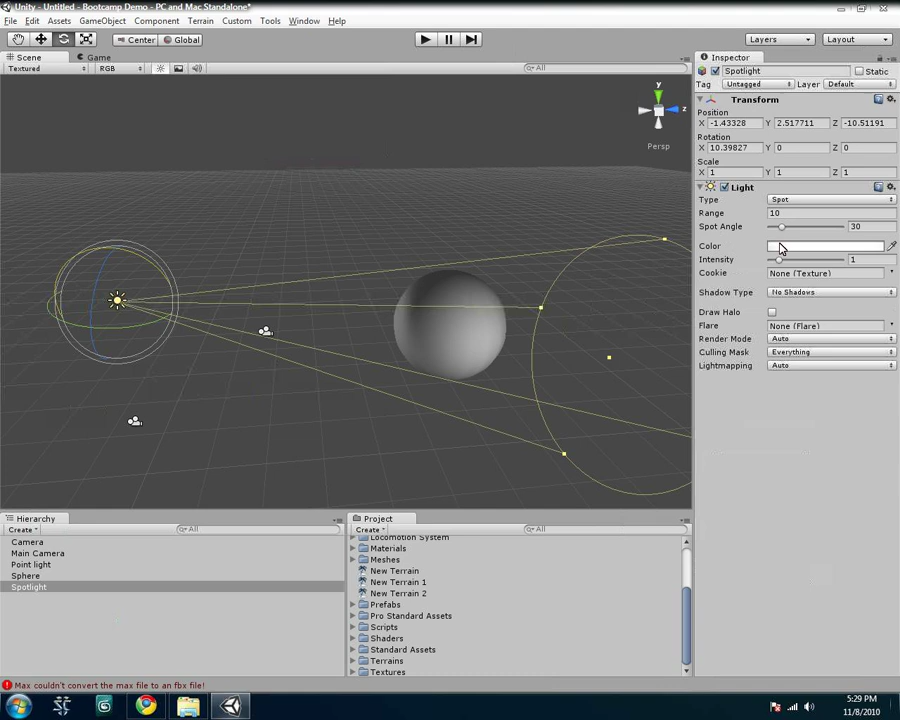 Unity - Untitled - Bootcamp Demo - PC and Mac Standalone*
File Edit Assets GameObject Component Terrain Custom Tools Window Help
Center Global Layers Layout
Scene Game
Textured RGB All
y
z
Persp
Inspector
Spotlight Static
Tag Untagged Layer Default
Transform
Position
X -1.43328 Y 2.517711 Z -10.51191
Rotation
X 10.39827 Y 0 Z 0
Scale
X 1 Y 1 Z 1
Light
Type Spot
Range 10
Spot Angle 30
Color
Intensity 1
Cookie None (Texture)
Shadow Type No Shadows
Draw Halo
Flare None (Flare)
Render Mode Auto
Culling Mask Everything
Lightmapping Auto
Hierarchy
Create All
Camera
Main Camera
Point light
Sphere
Spotlight
Project
Create All
Locomotion System
Materials
Meshes
New Terrain
New Terrain 1
New Terrain 2
Prefabs
Pro Standard Assets
Scripts
Shaders
Standard Assets
Terrains
Textures
Max couldn't convert the max file to an fbx file!
5:29 PM
11/8/2010